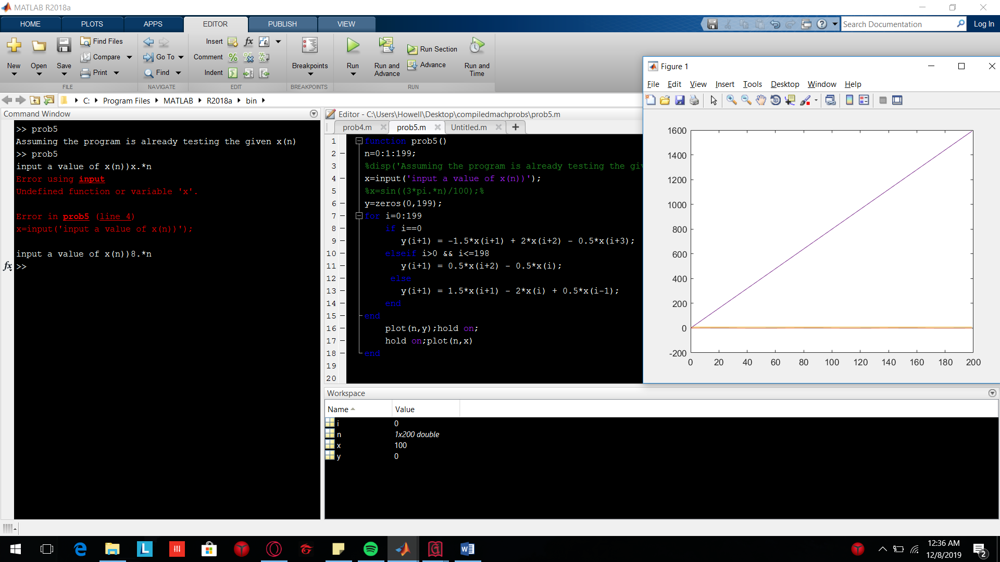 MATLAB R2018a
HOME PLOTS APPS EDITOR PUBLISH VIEW
Search Documentation Log In
New Open Save Find Files Compare Print
Go To Find
Insert Comment Indent
Breakpoints
Run Run and Advance Run Section Advance Run and Time
FILE NAVIGATE EDIT BREAKPOINTS RUN
C: Program Files MATLAB R2018a bin
Command Window
>> prob5
Assuming the program is already testing the given x(n)
>> prob5
input a value of x(n))x.*n
Error using input
Undefined function or variable 'x'.
Error in prob5 (line 4)
x=input('input a value of x(n))');
input a value of x(n))8.*n
fx >>
Editor - C:\Users\Howell\Desktop\compiledmachprobs\prob5.m
prob4.m prob5.m Untitled.m
1 function prob5()
2 n=0:1:199;
3 %disp('Assuming the program is already testing the giv
4 x=input('input a value of x(n))');
5 %x=sin((3*pi.*n)/100);%
6 y=zeros(0,199);
7 for i=0:199
8 if i==0
9 y(i+1) = -1.5*x(i+1) + 2*x(i+2) - 0.5*x(i+3);
10 elseif i>0 && i<=198
11 y(i+1) = 0.5*x(i+2) - 0.5*x(i);
12 else
13 y(i+1) = 1.5*x(i+1) - 2*x(i) + 0.5*x(i-1);
14 end
15 end
16 plot(n,y);hold on;
17 hold on;plot(n,x)
18 end
19
20
Figure 1
File Edit View Insert Tools Desktop Window Help
1600
1400
1200
1000
800
600
400
200
0
-200
0 20 40 60 80 100 120 140 160 180 200
Workspace
Name Value
i 0
n 1x200 double
x 100
y 0
12:36 AM
12/8/2019
2